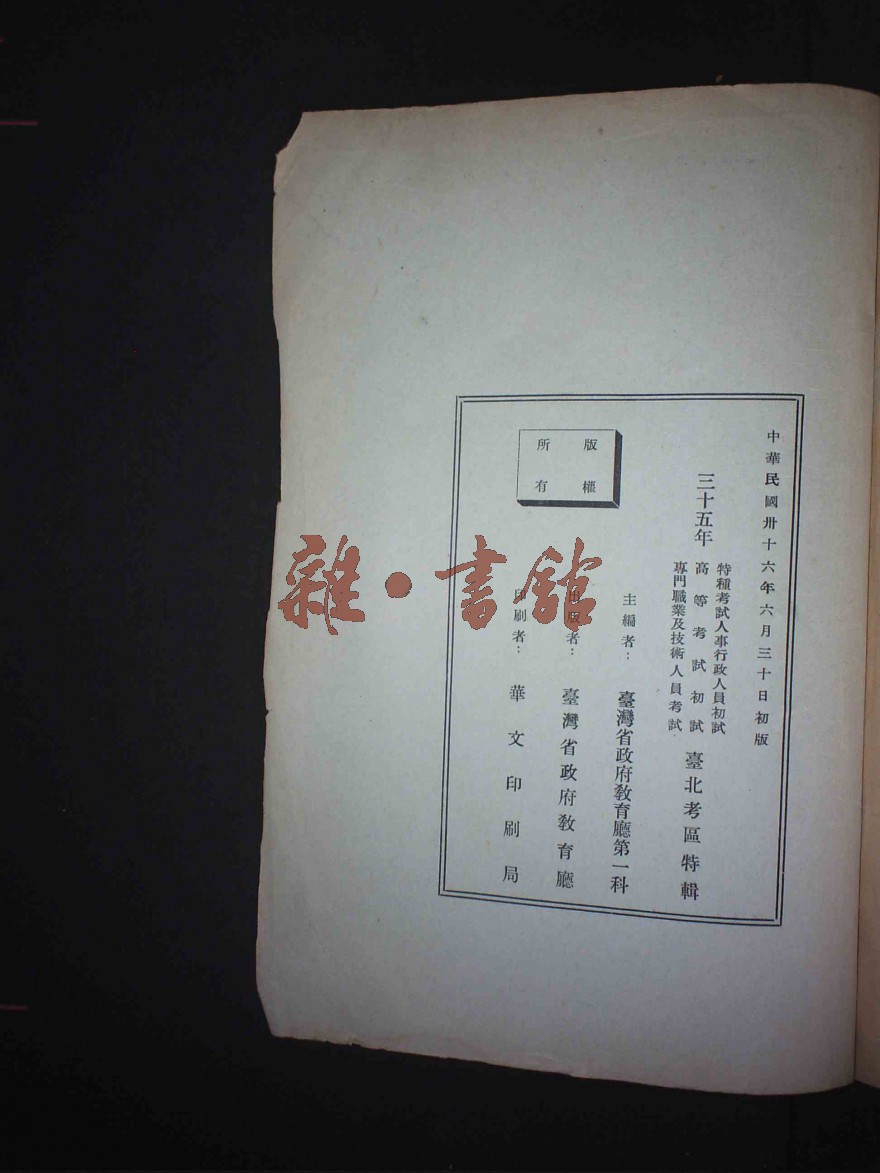 中華民國卅十六年六月三十日初版
三十五年
特種考試人事行政人員初試
高等考試初試
專門職業及技術人員考試
臺北考區特輯
主編者：臺灣省政府教育廳第一科
出版者：臺灣省政府教育廳
印刷者：華文印刷局
版權
所有
雜·書館